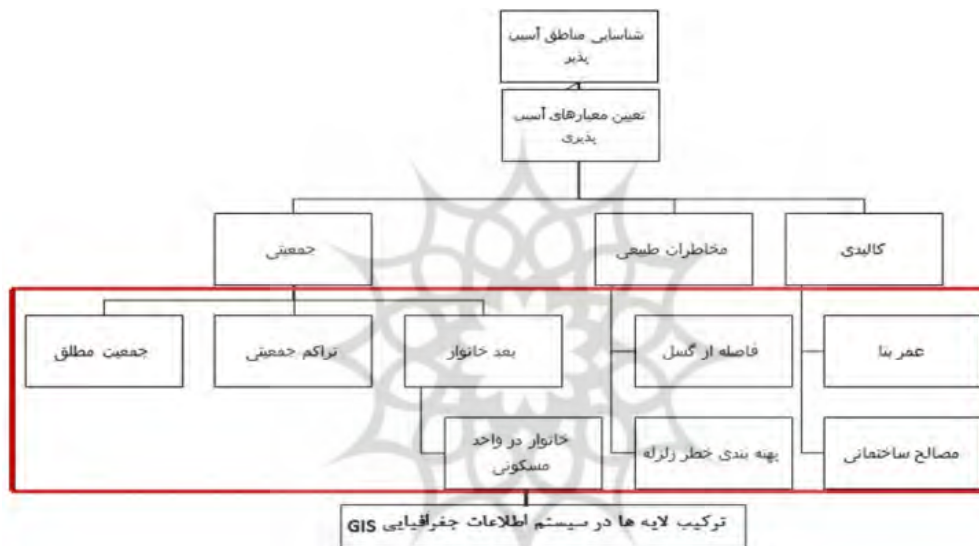 شناسایی مناطق آسیب
پذیر
تعیین معیارهای آسیب
پذیری
کالبدی
مخاطرات طبیعی
جمعیتی
عمر بنا
فاصله از گسل
بعد خانوار
تراکم جمعیتی
جمعیت مطلق
مصالح ساختمانی
پهنه بندی خطر زلزله
خانوار در واحد
مسکونی
ترکیب لایه ها در سیستم اطلاعات جغرافیایی GIS